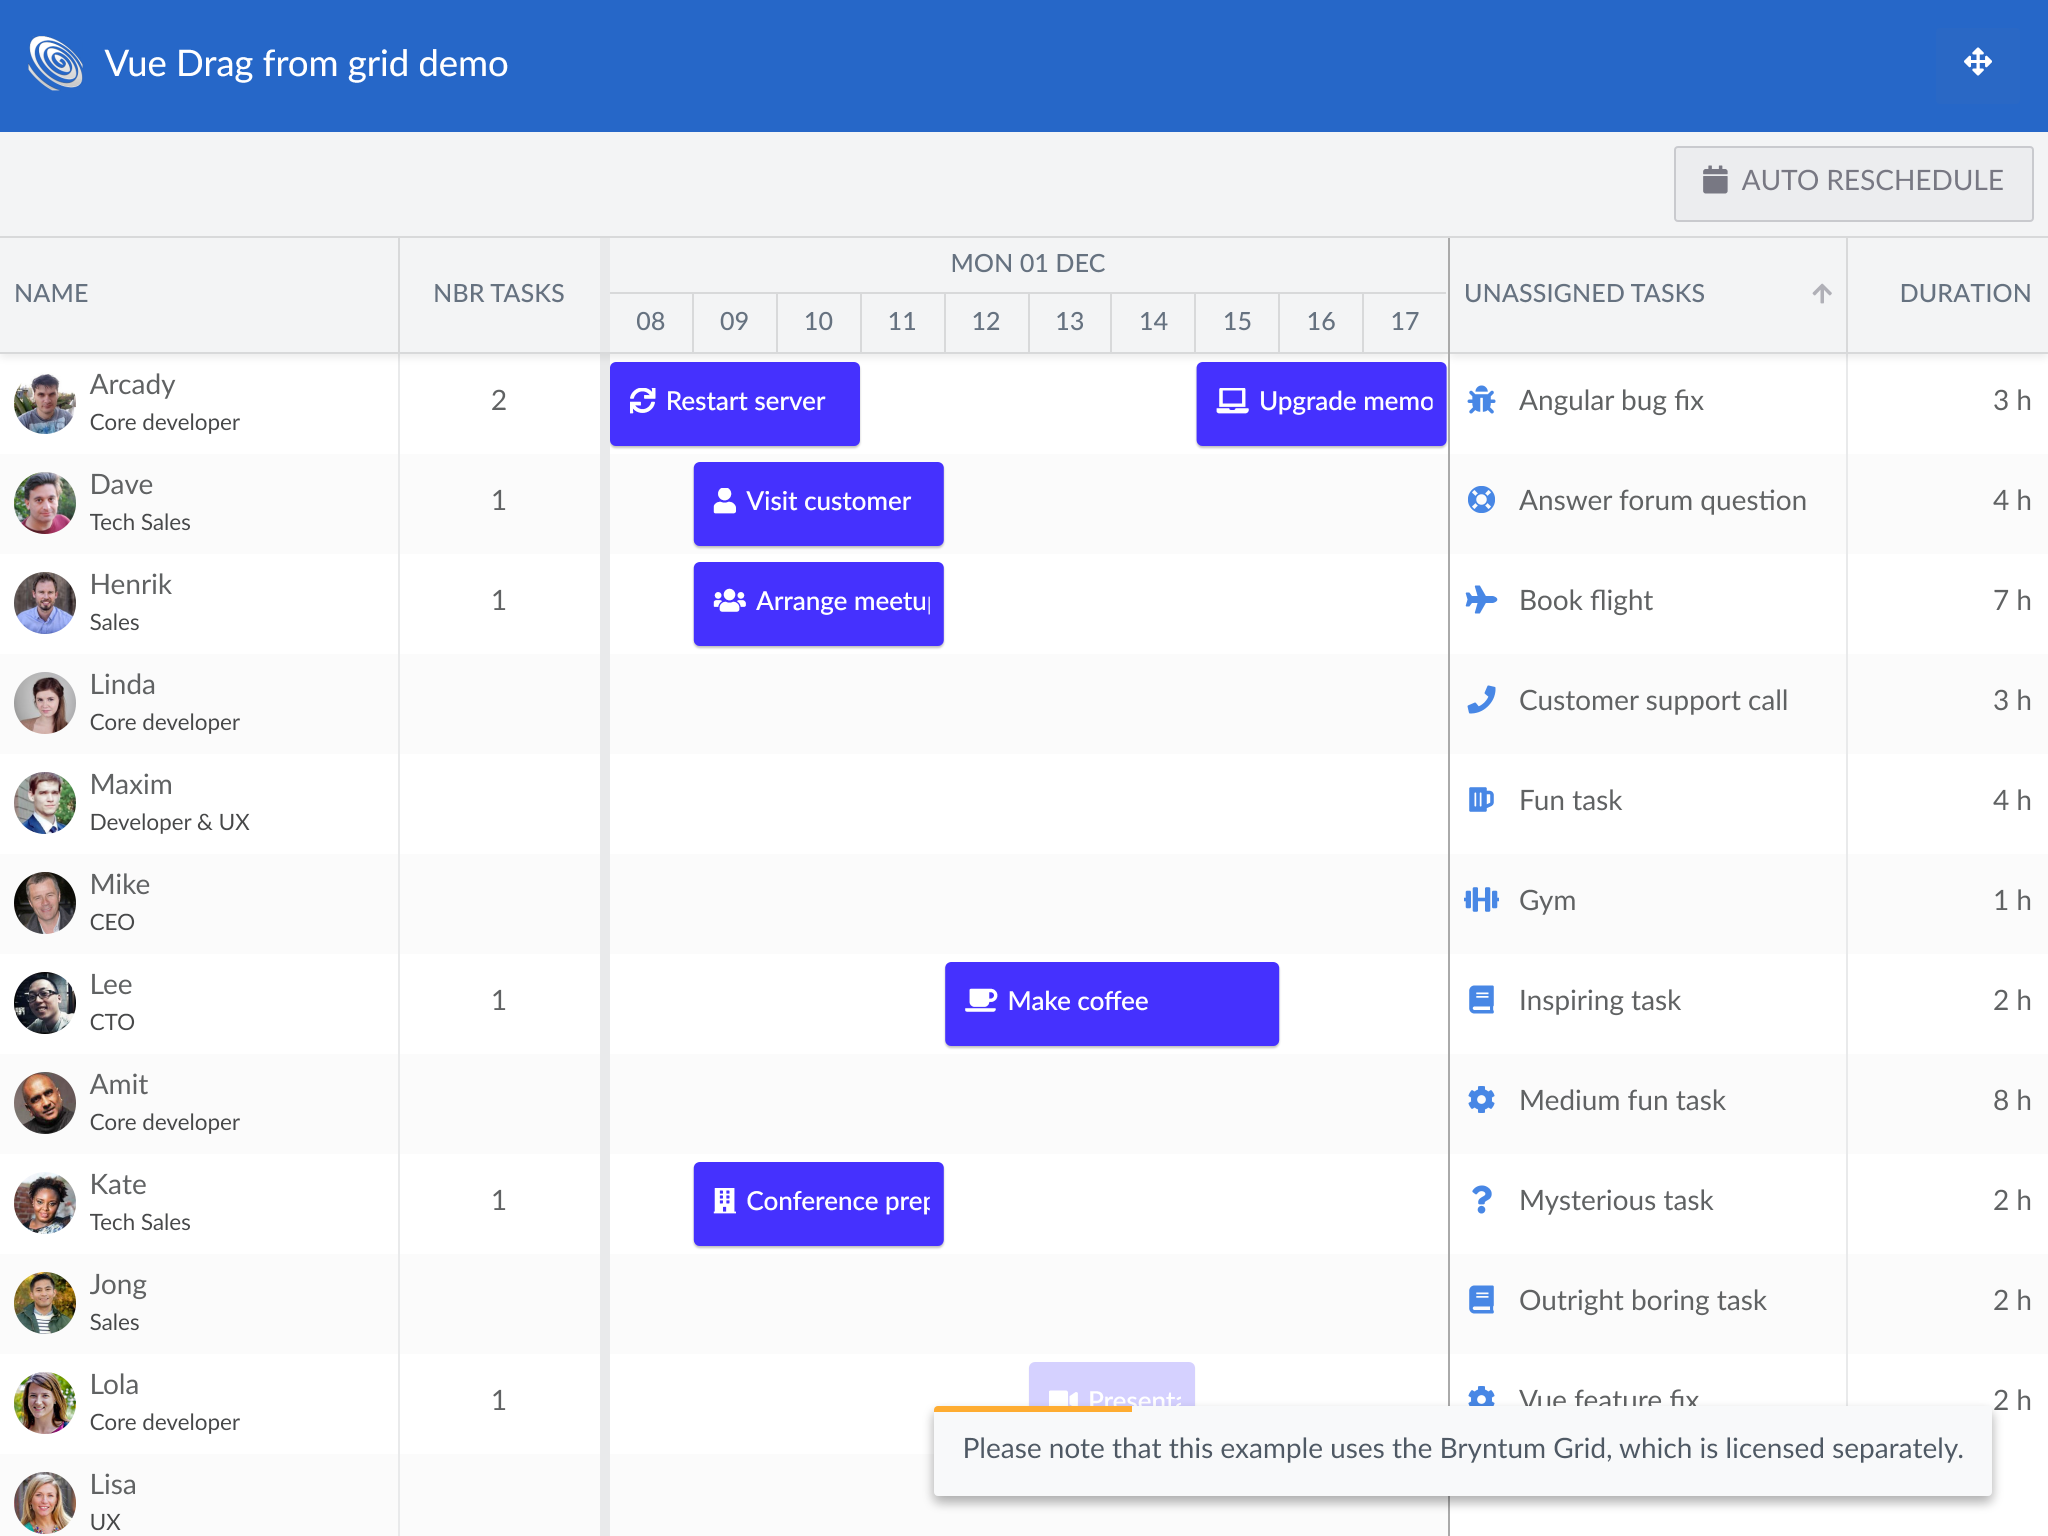 Vue Drag from grid demo
AUTO RESCHEDULE
NAME
NBR TASKS
MON 01 DEC
08 09 10 11 12 13 14 15 16 17
UNASSIGNED TASKS
DURATION
Arcady
Core developer
2
Restart server
Upgrade memo
Angular bug fix
3 h
Dave
Tech Sales
1
Visit customer
Answer forum question
4 h
Henrik
Sales
1
Arrange meetu
Book flight
7 h
Linda
Core developer
Customer support call
3 h
Maxim
Developer & UX
Fun task
4 h
Mike
CEO
Gym
1 h
Lee
CTO
1
Make coffee
Inspiring task
2 h
Amit
Core developer
Medium fun task
8 h
Kate
Tech Sales
1
Conference prep
Mysterious task
2 h
Jong
Sales
Outright boring task
2 h
Lola
Core developer
1
Present
Vue feature fix
2 h
Please note that this example uses the Bryntum Grid, which is licensed separately.
Lisa
UX